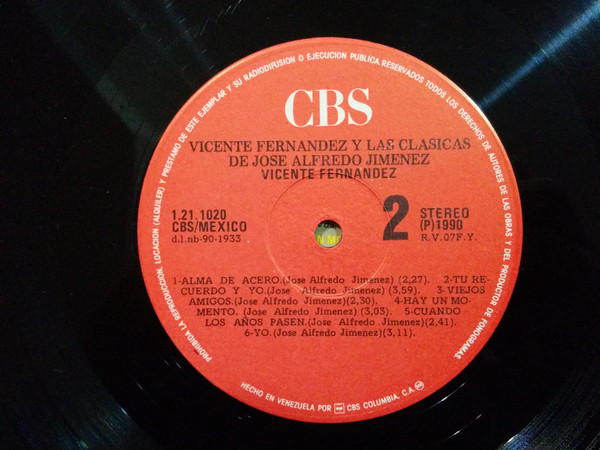 PROHIBIDA LA REPRODUCCION, LOCACION (ALQUILER) Y PRESTAMO DE ESTE EJEMPLAR Y SU RADIODIFUSION O EJECUCION PUBLICA. RESERVADOS TODOS LOS DERECHOS DE AUTORES DE LAS OBRAS Y DEL PRODUCTOR DE FONOGRAMAS.
CBS
VICENTE FERNANDEZ Y LAS CLASICAS
DE JOSE ALFREDO JIMENEZ
VICENTE FERNANDEZ
1.21.1020
CBS/MEXICO
d.l.nb-90-1933
2
STEREO
(P)1990
R.V.07F.Y.
NM
1-ALMA DE ACERO.(Jose Alfredo Jimenez) (2,27). 2-TU RE-
CUERDO Y YO.(Jose Alfredo Jimenez)(3,59). 3-VIEJOS
AMIGOS.(Jose Alfredo Jimenez)(2,30). 4-HAY UN MO-
MENTO. (Jose Alfredo Jimenez) (3,03). 5-CUANDO
LOS AÑOS PASEN.(Jose Alfredo Jimenez)(2,41).
6-YO.(Jose Alfredo Jimenez)(3,11).
HECHO EN VENEZUELA POR CBS COLUMBIA, C.A.